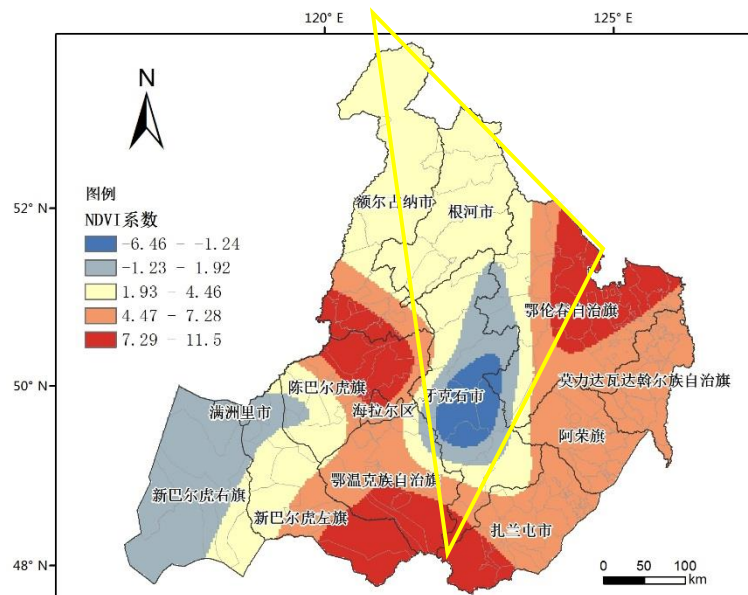 120° E
125° E
N
52° N
50° N
48° N
图例
NDVI系数
-6.46 - -1.24
-1.23 - 1.92
1.93 - 4.46
4.47 - 7.28
7.29 - 11.5
额尔古纳市
根河市
鄂伦春自治旗
陈巴尔虎旗
牙克石市
莫力达瓦达斡尔族自治旗
满洲里市
海拉尔区
阿荣旗
鄂温克族自治旗
新巴尔虎右旗
新巴尔虎左旗
扎兰屯市
0 50 100
km